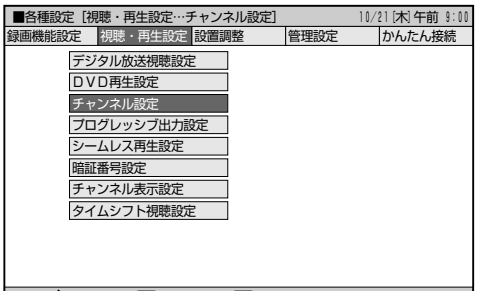 ■各種設定［視聴・再生設定…チャンネル設定］ 10/21[木]午前 9:00
録画機能設定 視聴・再生設定 設置調整 管理設定 かんたん接続
デジタル放送視聴設定
ＤＶＤ再生設定
チャンネル設定
プログレッシブ出力設定
シームレス再生設定
暗証番号設定
チャンネル表示設定
タイムシフト視聴設定